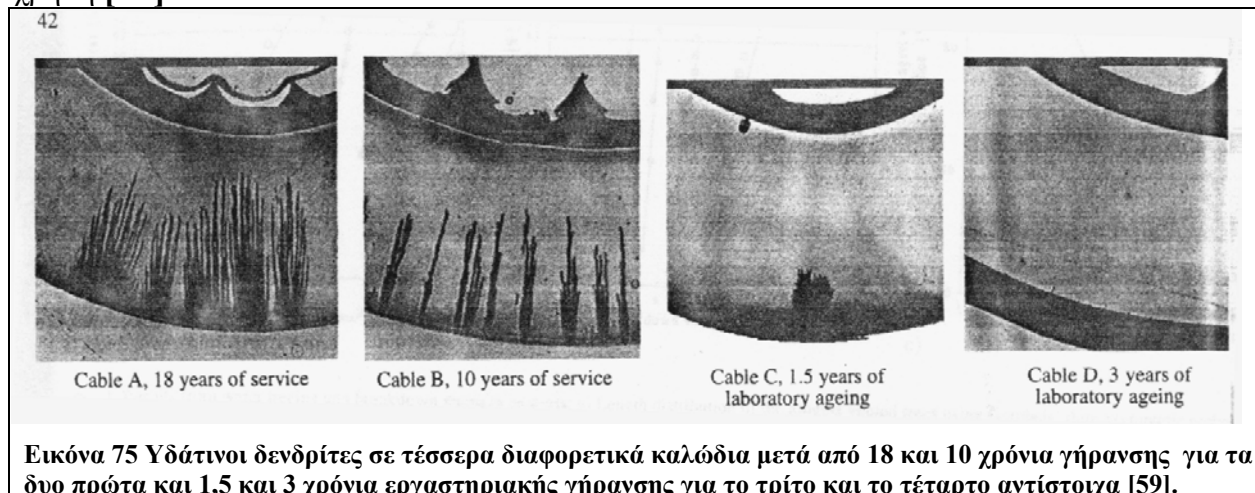 42
Cable A, 18 years of service
Cable B, 10 years of service
Cable C, 1.5 years of
laboratory ageing
Cable D, 3 years of
laboratory ageing
Εικόνα 75 Υδάτινοι δενδρίτες σε τέσσερα διαφορετικά καλώδια μετά από 18 και 10 χρόνια γήρανσης για τα
δυο πρώτα και 1,5 και 3 χρόνια εργαστηριακής γήρανσης για το τρίτο και το τέταρτο αντίστοιχα [59].